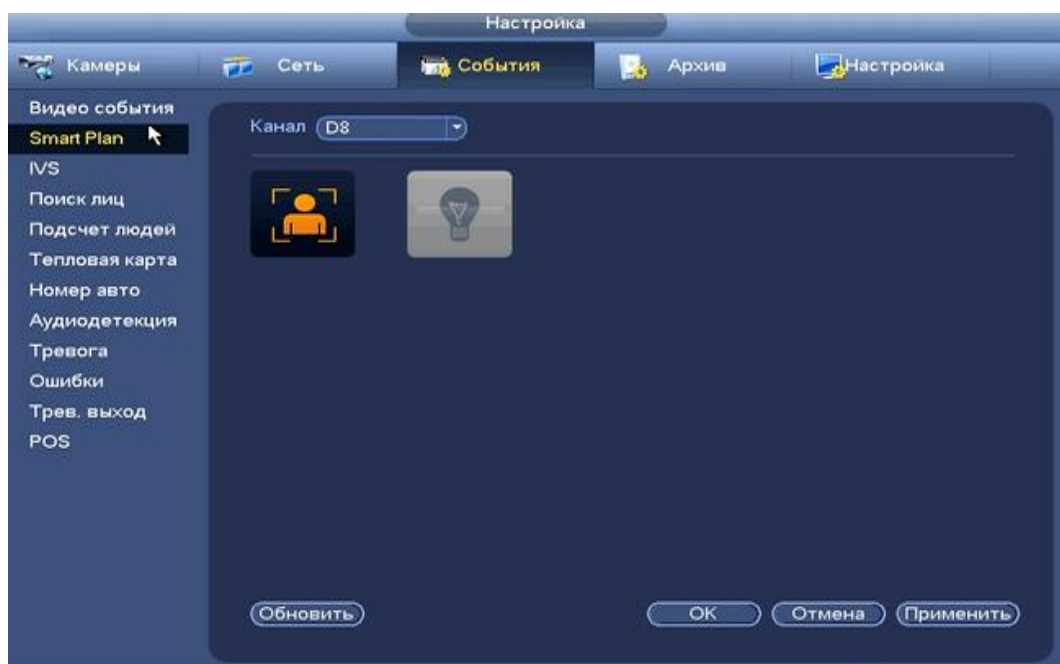 Настройка
Камеры Сеть События Архив Настройка
Видео события
Smart Plan
IVS
Поиск лиц
Подсчет людей
Тепловая карта
Номер авто
Аудиодетекция
Тревога
Ошибки
Трев. выход
POS
Канал D8
Обновить OK Отмена Применить